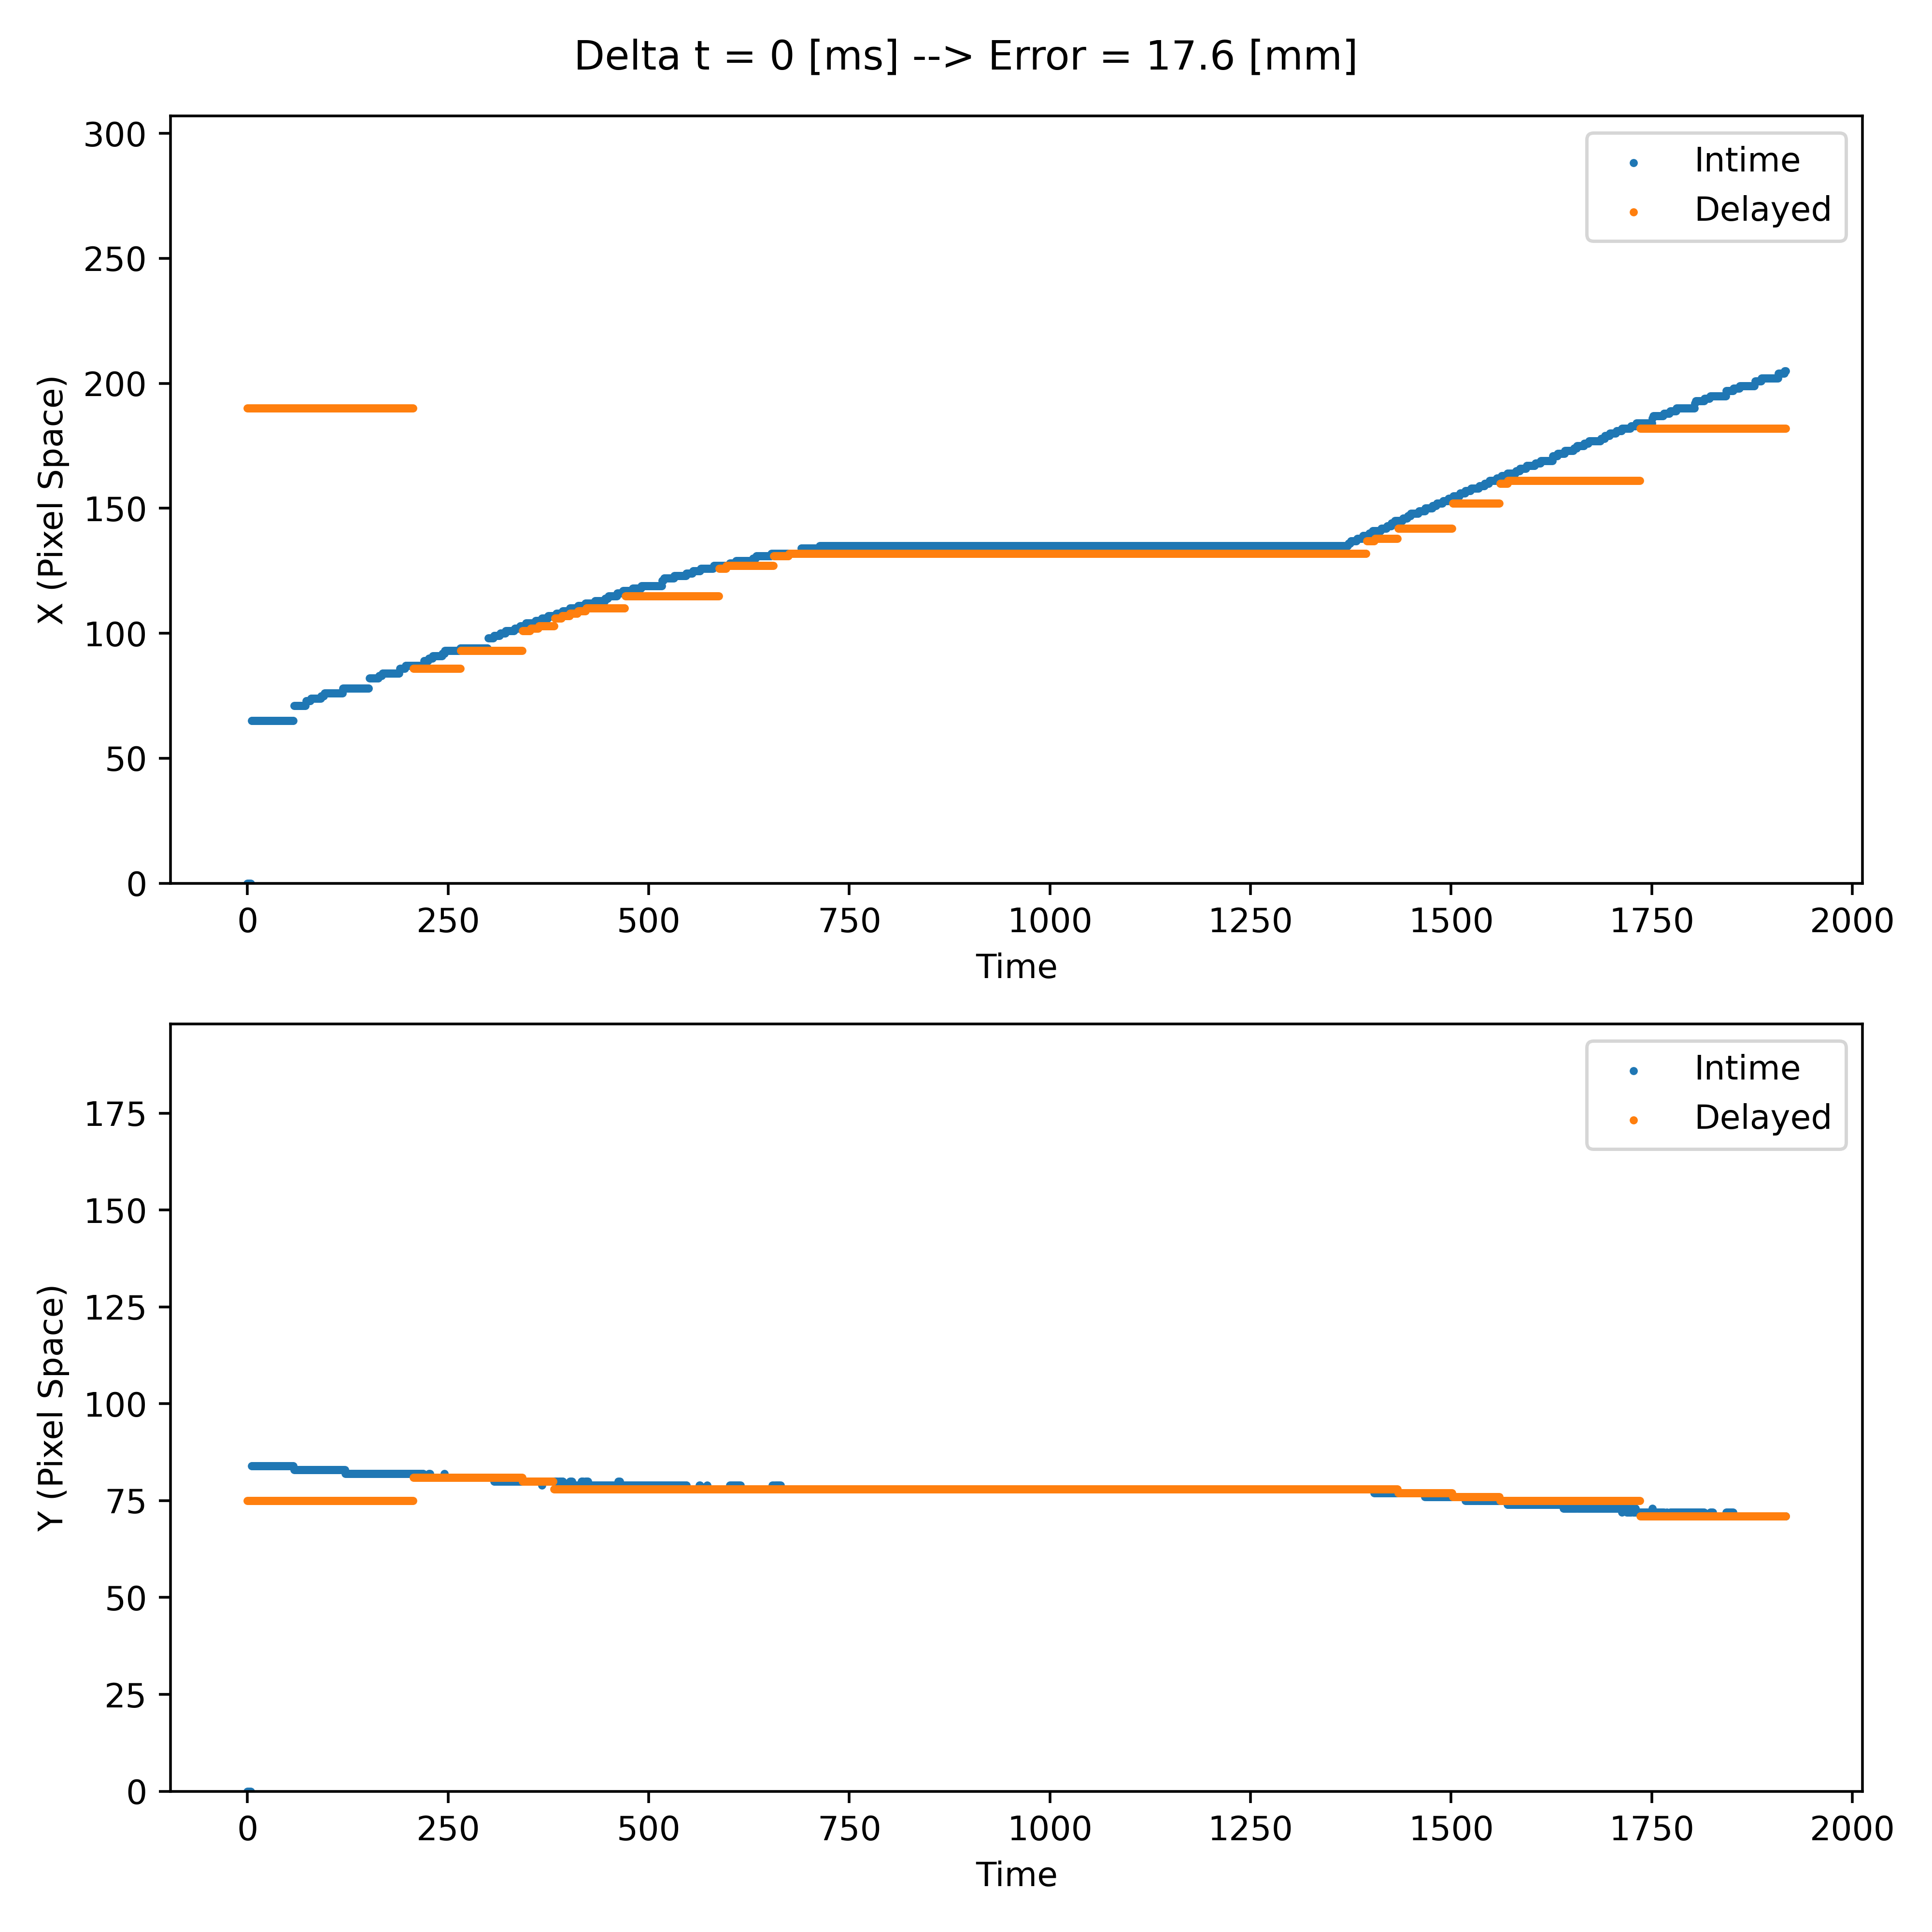 Delta t = 0 [ms] --> Error = 17.6 [mm]
300
250
200
150
100
50
0
X (Pixel Space)
Intime
Delayed
0 250 500 750 1000 1250 1500 1750 2000
Time
175
150
125
100
75
50
25
0
Y (Pixel Space)
Intime
Delayed
0 250 500 750 1000 1250 1500 1750 2000
Time